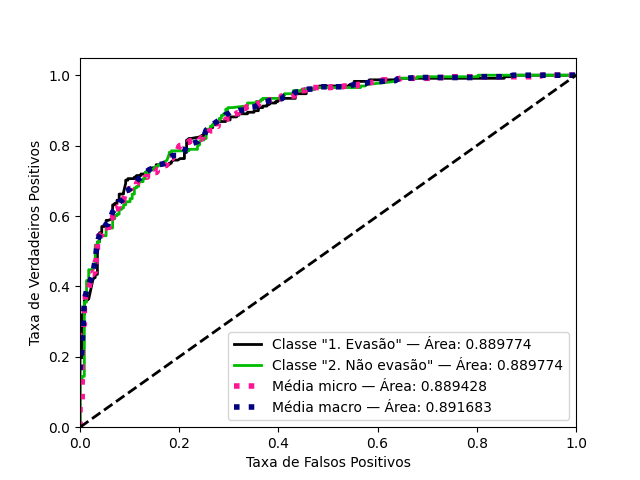 1.0
0.8
0.6
0.4
0.2
0.0
Taxa de Verdadeiros Positivos
Classe "1. Evasão" — Área: 0.889774
Classe "2. Não evasão" — Área: 0.889774
Média micro — Área: 0.889428
Média macro — Área: 0.891683
0.0 0.2 0.4 0.6 0.8 1.0
Taxa de Falsos Positivos